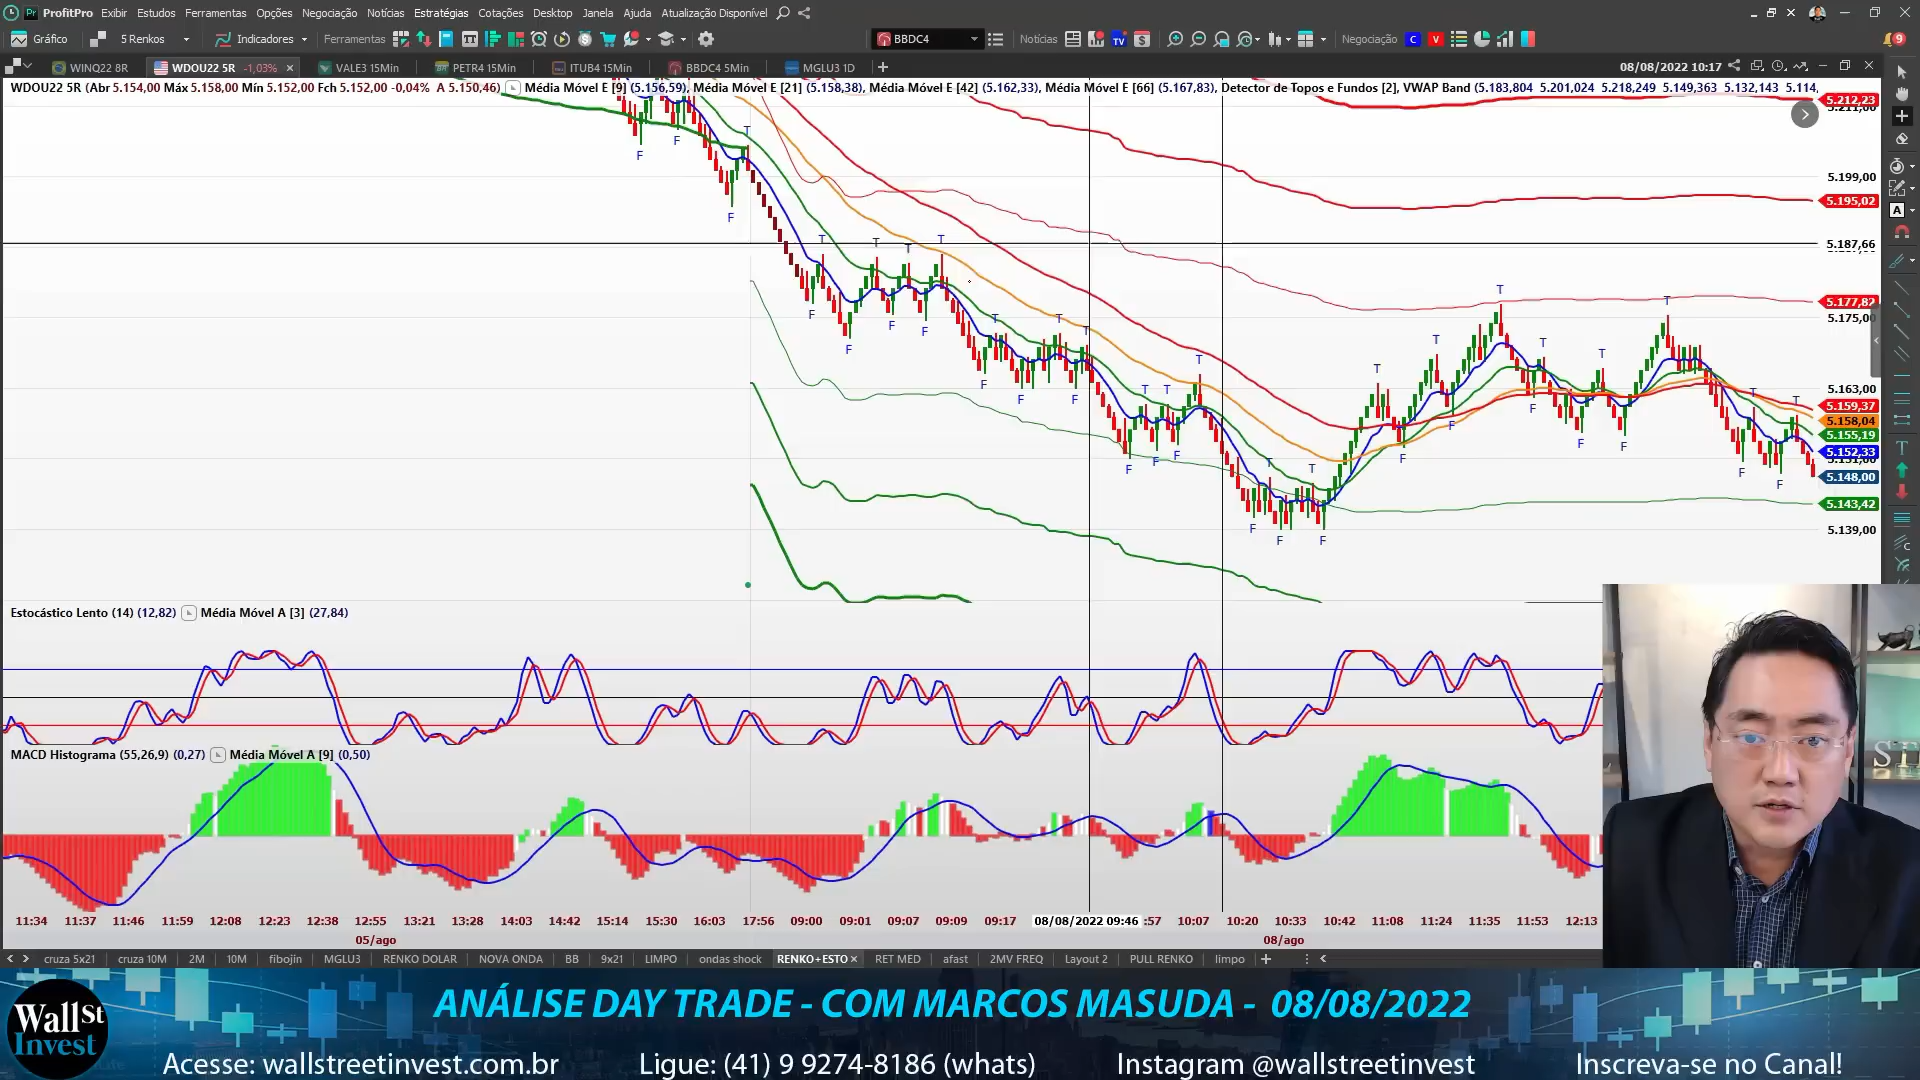 ProfitPro Exibir Estudos Ferramentas Opções Negociação Notícias Estratégias Cotações Desktop Janela Ajuda Atualização Disponível
Gráfico 5 Renkos Indicadores Ferramentas BBDC4 Notícias Negociação
WINQ22 8R WDOU22 5R -1,03% VALE3 15Min PETR4 15Min ITUB4 15Min BBDC4 5Min MGLU3 1D 08/08/2022 10:17
WDOU22 5R (Abr 5.154,00 Máx 5.158,00 Mín 5.152,00 Fch 5.152,00 -0,04% A 5.150,46) Média Móvel E [9] (5.156,59), Média Móvel E [21] (5.158,38), Média Móvel E [42] (5.162,33), Média Móvel E [66] (5.167,83), Detector de Topos e Fundos [2], VWAP Band (5.183,804 5.201,024 5.218,249 5.149,363 5.132,143 5.114,
5.212,23
5.199,00
5.195,02
5.187,66
5.177,82
5.175,00
5.163,00
5.159,37
5.158,04
5.155,19
5.152,33
5.148,00
5.143,42
5.139,00
Estocástico Lento (14) (12,82) Média Móvel A [3] (27,84)
MACD Histograma (55,26,9) (0,27) Média Móvel A [9] (0,50)
11:34 11:37 11:46 11:59 12:08 12:23 12:38 12:55 13:21 13:28 14:03 14:42 15:14 15:30 16:03 17:56 09:00 09:01 09:07 09:09 09:17 08/08/2022 09:46 :57 10:07 10:20 10:33 10:42 11:08 11:24 11:35 11:53 12:13
05/ago 08/ago
cruza 5x21 cruza 10M 2M 10M fibojin MGLU3 RENKO DOLAR NOVA ONDA BB 9x21 LIMPO ondas shock RENKO+ESTO RET MED afast 2MV FREQ Layout 2 PULL RENKO limpo
ANÁLISE DAY TRADE - COM MARCOS MASUDA - 08/08/2022
Wall St
Invest
Acesse: wallstreetinvest.com.br Ligue: (41) 9 9274-8186 (whats) Instagram @wallstreetinvest Inscreva-se no Canal!